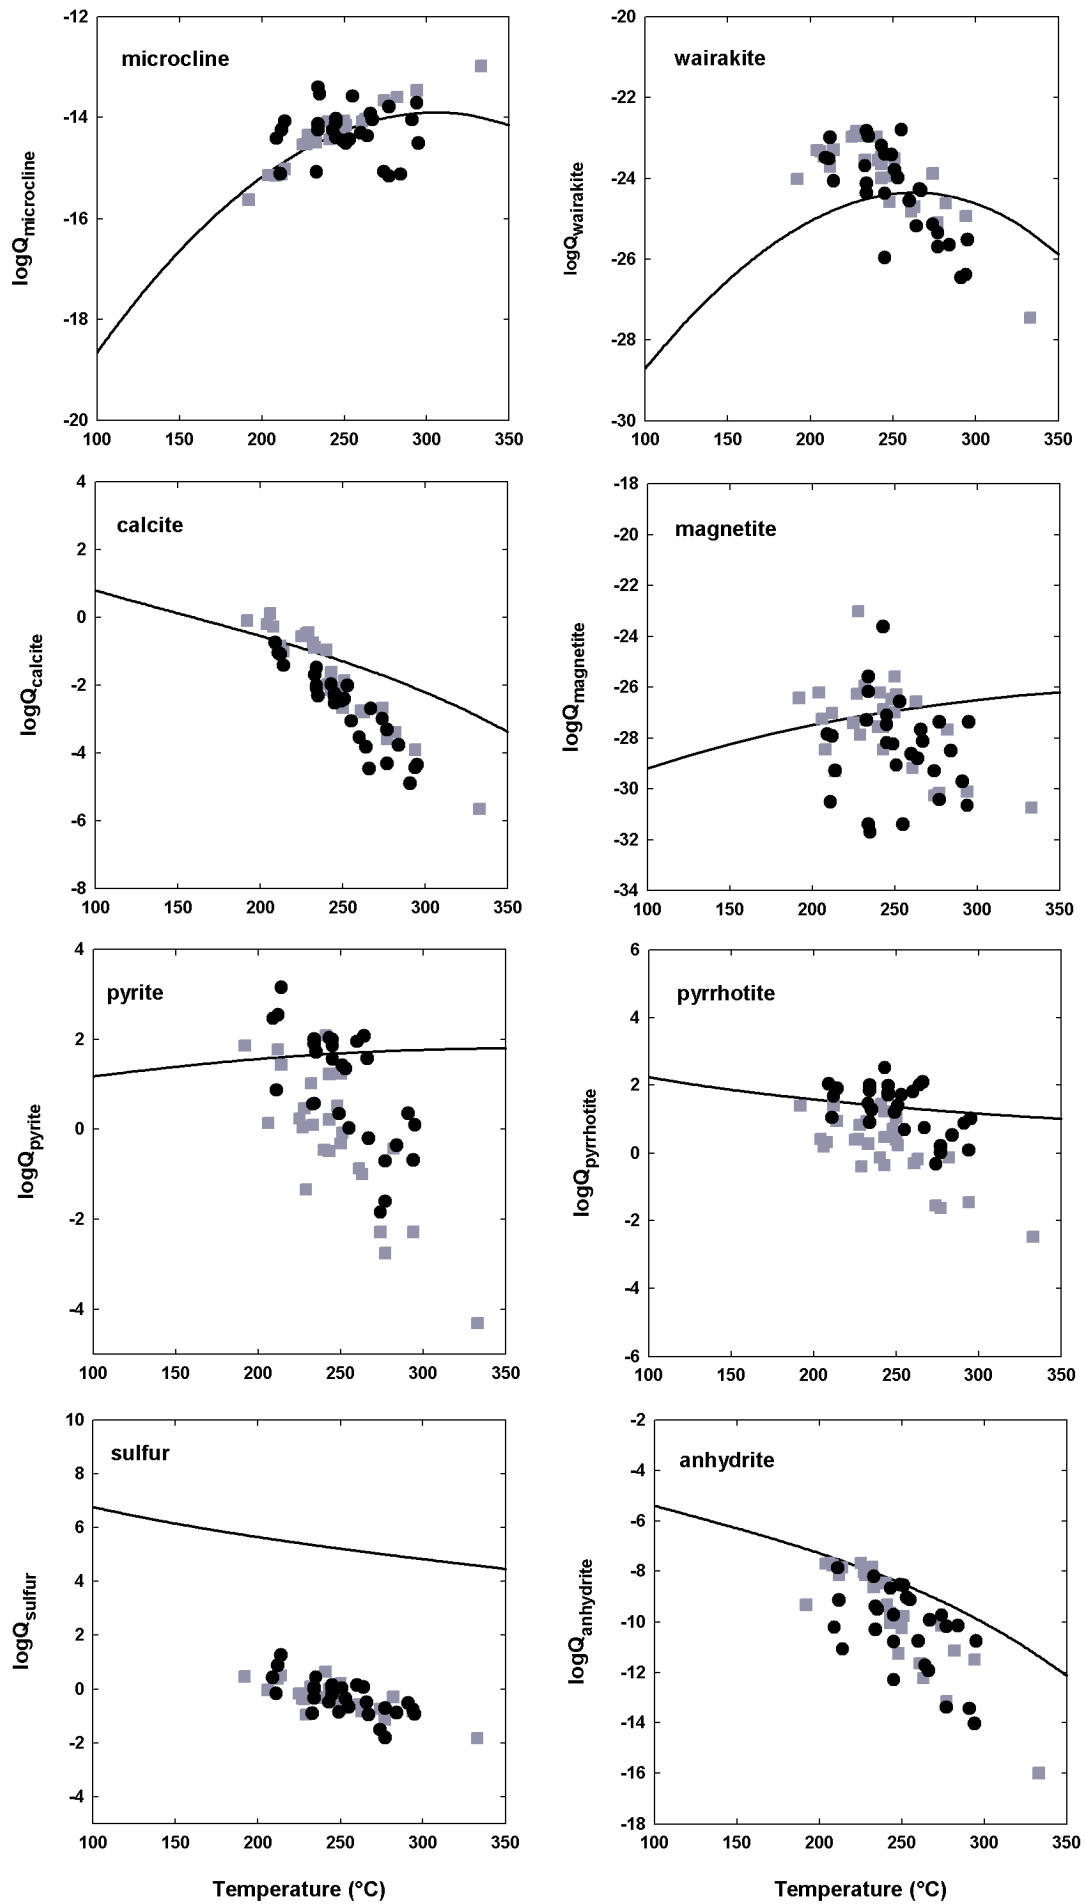 microcline
-12
-14
-16
-18
-20
logQmicrocline
100 150 200 250 300 350
wairakite
-20
-22
-24
-26
-28
-30
logQwairakite
100 150 200 250 300 350
calcite
4
2
0
-2
-4
-6
-8
logQcalcite
100 150 200 250 300 350
magnetite
-18
-20
-22
-24
-26
-28
-30
-32
-34
logQmagnetite
100 150 200 250 300 350
pyrite
4
2
0
-2
-4
logQpyrite
100 150 200 250 300 350
pyrrhotite
6
4
2
0
-2
-4
-6
logQpyrrhotite
100 150 200 250 300 350
sulfur
10
8
6
4
2
0
-2
-4
logQsulfur
100 150 200 250 300 350
Temperature (°C)
anhydrite
-2
-4
-6
-8
-10
-12
-14
-16
-18
logQanhydrite
100 150 200 250 300 350
Temperature (°C)